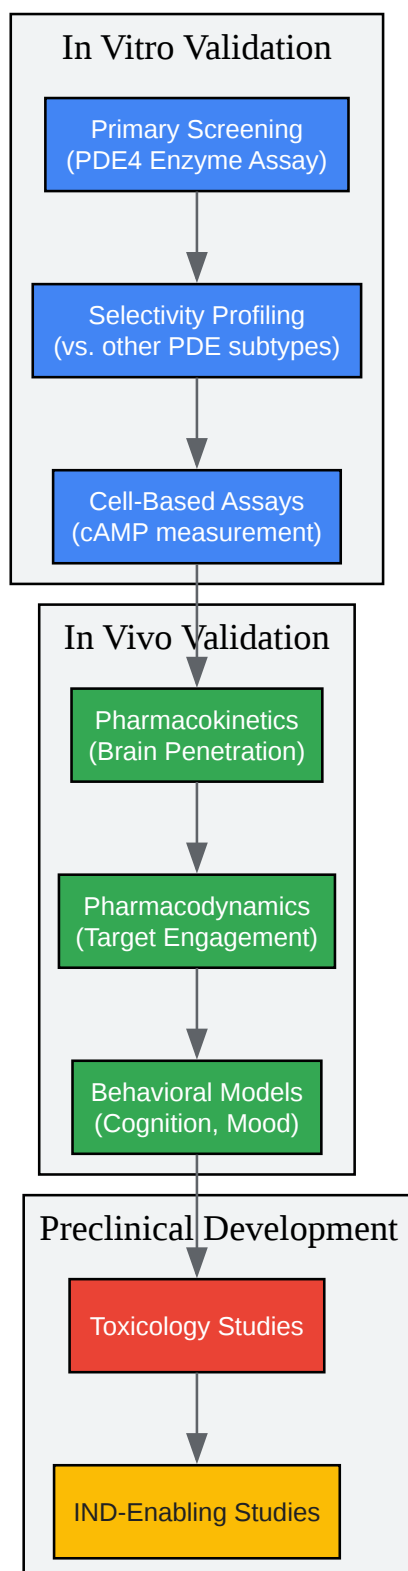 In Vitro Validation
Primary Screening
(PDE4 Enzyme Assay)
Selectivity Profiling
(vs. other PDE subtypes)
Cell-Based Assays
(cAMP measurement)
In Vivo Validation
Pharmacokinetics
(Brain Penetration)
Pharmacodynamics
(Target Engagement)
Behavioral Models
(Cognition, Mood)
Preclinical Development
Toxicology Studies
IND-Enabling Studies